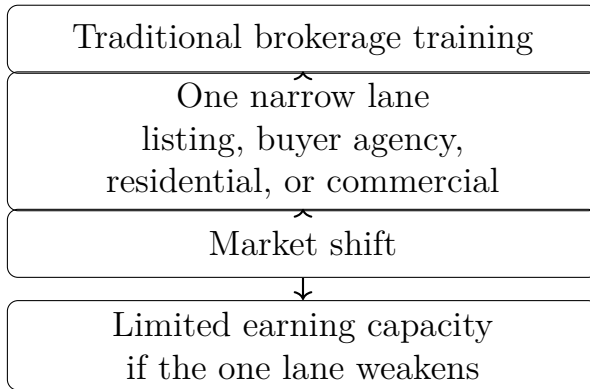 Traditional brokerage training
One narrow lane
listing, buyer agency,
residential, or commercial
Market shift
Limited earning capacity
if the one lane weakens